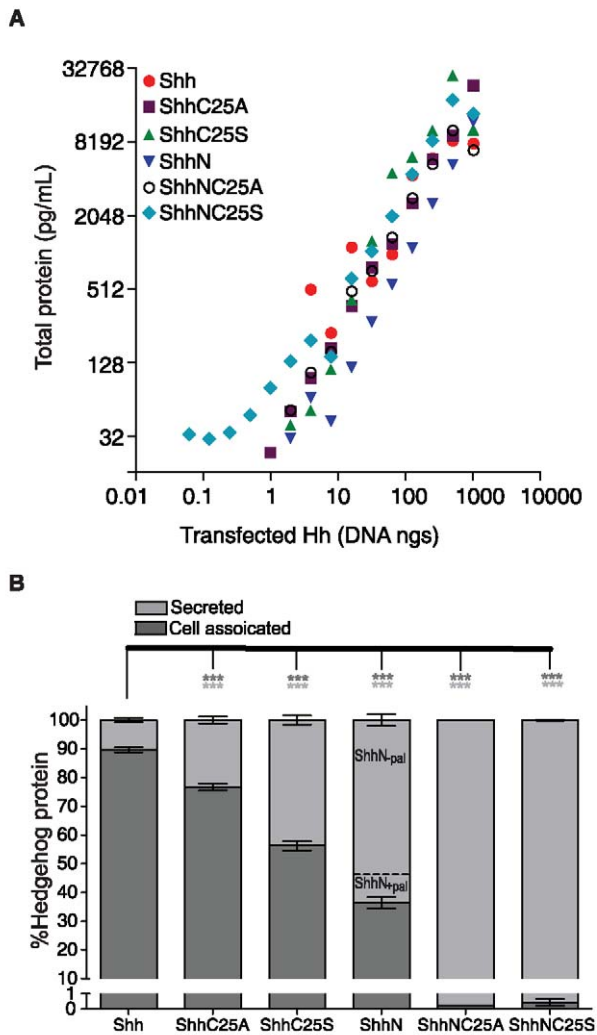 A
Total protein (pg/mL)
32768
8192
2048
512
128
32
Shh
ShhC25A
ShhC25S
ShhN
ShhNC25A
ShhNC25S
0.01 0.1 1 10 100 1000 10000
Transfected Hh (DNA ngs)
B
Secreted
Cell assoicated
*** *** *** *** ***
*** *** *** *** ***
%Hedgehog protein
100
90
80
70
60
50
40
30
20
10
1
0
ShhN-pal
ShhN+pal
Shh ShhC25A ShhC25S ShhN ShhNC25A ShhNC25S